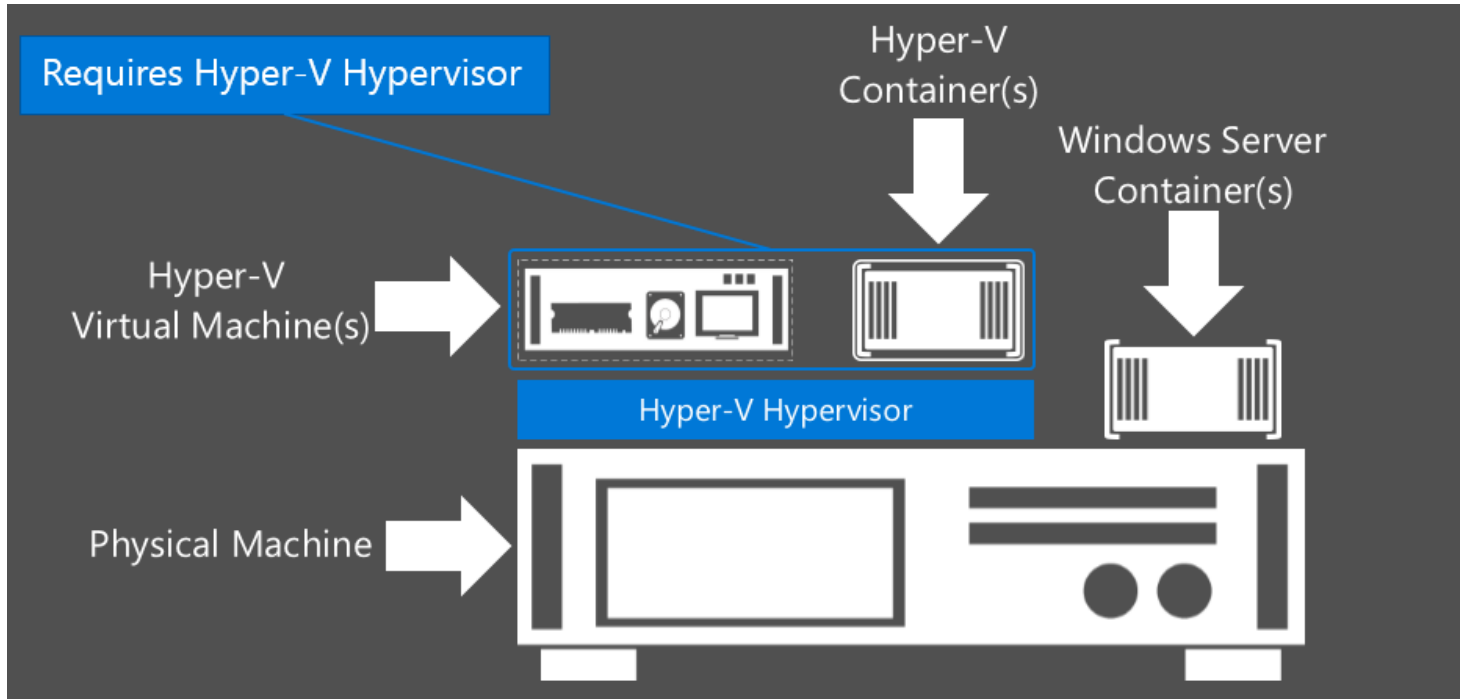 Requires Hyper-V Hypervisor
Hyper-V
Container(s)
Windows Server
Container(s)
Hyper-V
Virtual Machine(s)
Hyper-V Hypervisor
Physical Machine